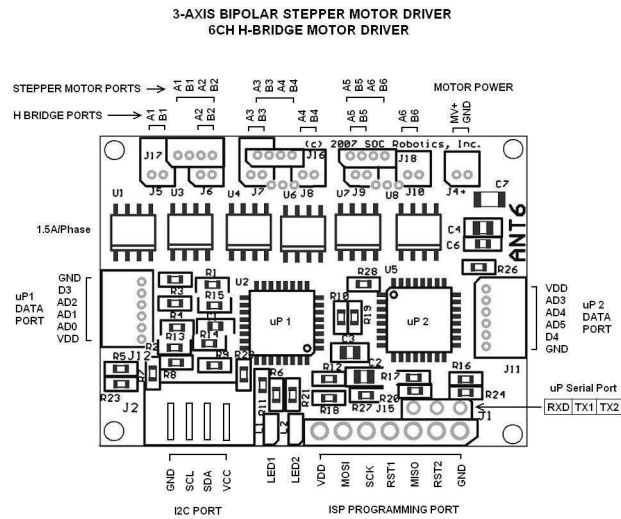 3-AXIS BIPOLAR STEPPER MOTOR DRIVER
6CH H-BRIDGE MOTOR DRIVER
STEPPER MOTOR PORTS
A1 B1 A2 B2
A3 B3 A4 B4
A5 B5 A6 B6
MOTOR POWER
H BRIDGE PORTS
A1 B1
A2 B2
A3 B3
A4 B4
A5 B5
A6 B6
MV+ GND
(c) 2007 SOC Robotics, Inc.
J17
J16
J18
J5
J6
J7
J8
J9
J10
J4+
U1
U3
U4
U6
U7
U8
C7
1.5A/Phase
C4
C6
ANT6
R26
GND
D3
AD2
AD1
AD0
VDD
uP1
DATA
PORT
R1
R3
R15
R4
R14
R13
R2
J12
R5
R7
R8
R9
R23
U2
uP 1
R28
U5
R10
R19
uP 2
C3
C2
VDD
AD3
AD4
AD5
D4
GND
uP 2
DATA
PORT
J11
R6
R11
R21
R12
R18
R17
R27
R20
R16
R24
J15
J1
J2
L1
L2
uP Serial Port
RXD TX1 TX2
GND
SCL
SDA
VCC
LED1
LED2
VDD
MOSI
SCK
RST1
MISO
RST2
GND
I2C PORT
ISP PROGRAMMING PORT